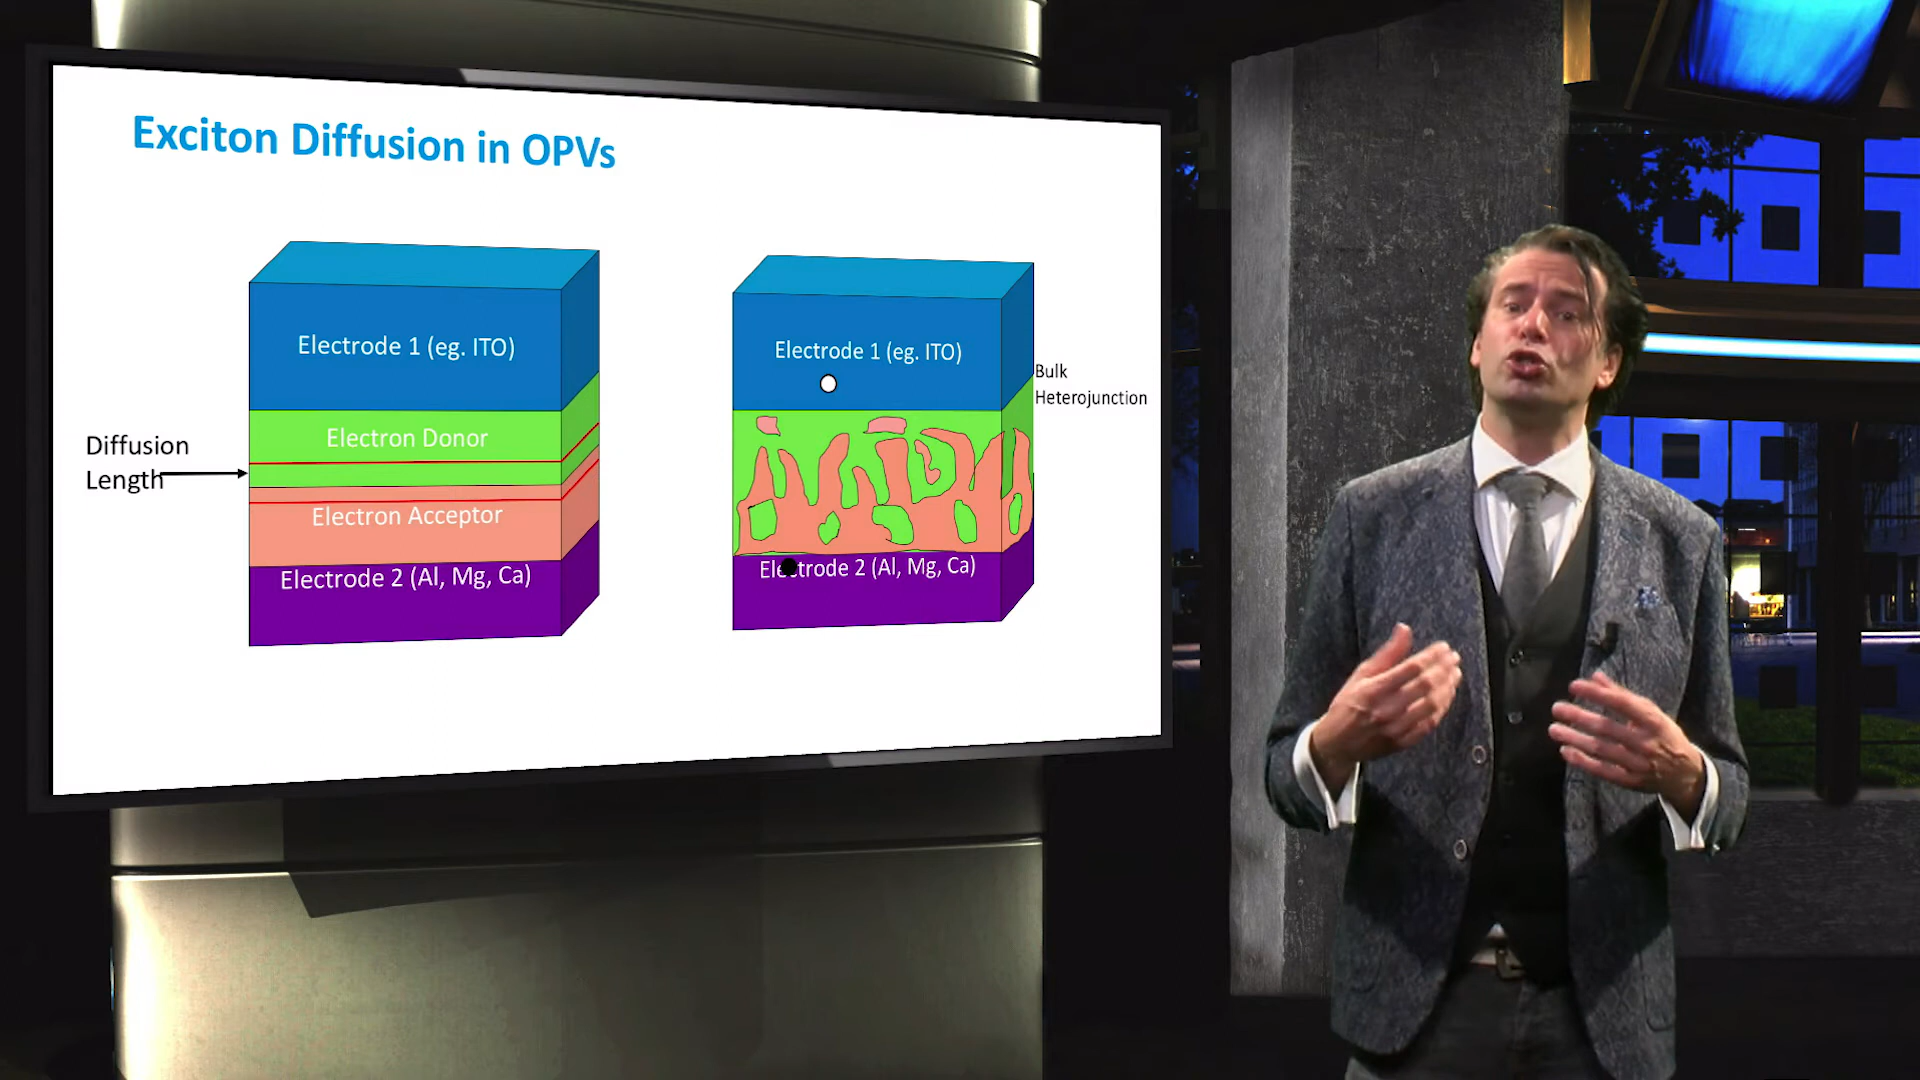 Exciton Diffusion in OPVs
Electrode 1 (eg. ITO)
Electron Donor
Diffusion
Length
Electron Acceptor
Electrode 2 (Al, Mg, Ca)
Electrode 1 (eg. ITO)
Bulk
Heterojunction
Electrode 2 (Al, Mg, Ca)